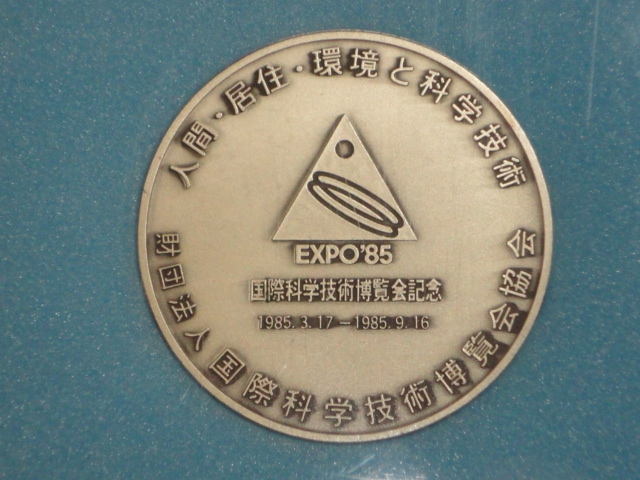 人間・居住・環境と科学技術
EXPO'85
国際科学技術博覧会記念
1985.3.17－1985.9.16
財団法人国際科学技術博覧会協会